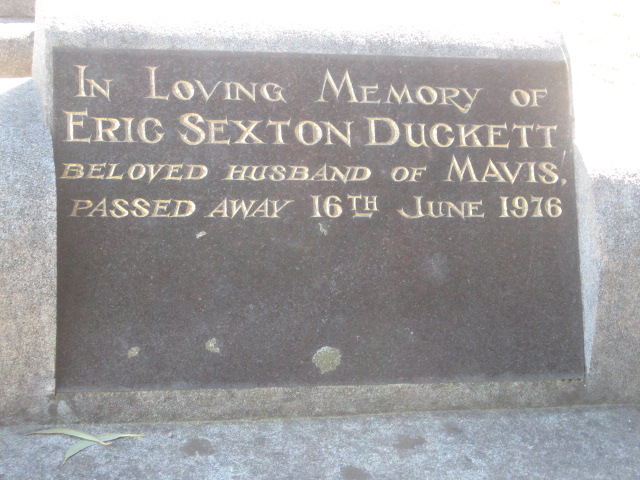 In Loving Memory of
Eric Sexton Duckett
beloved husband of Mavis.
passed away 16th June 1976